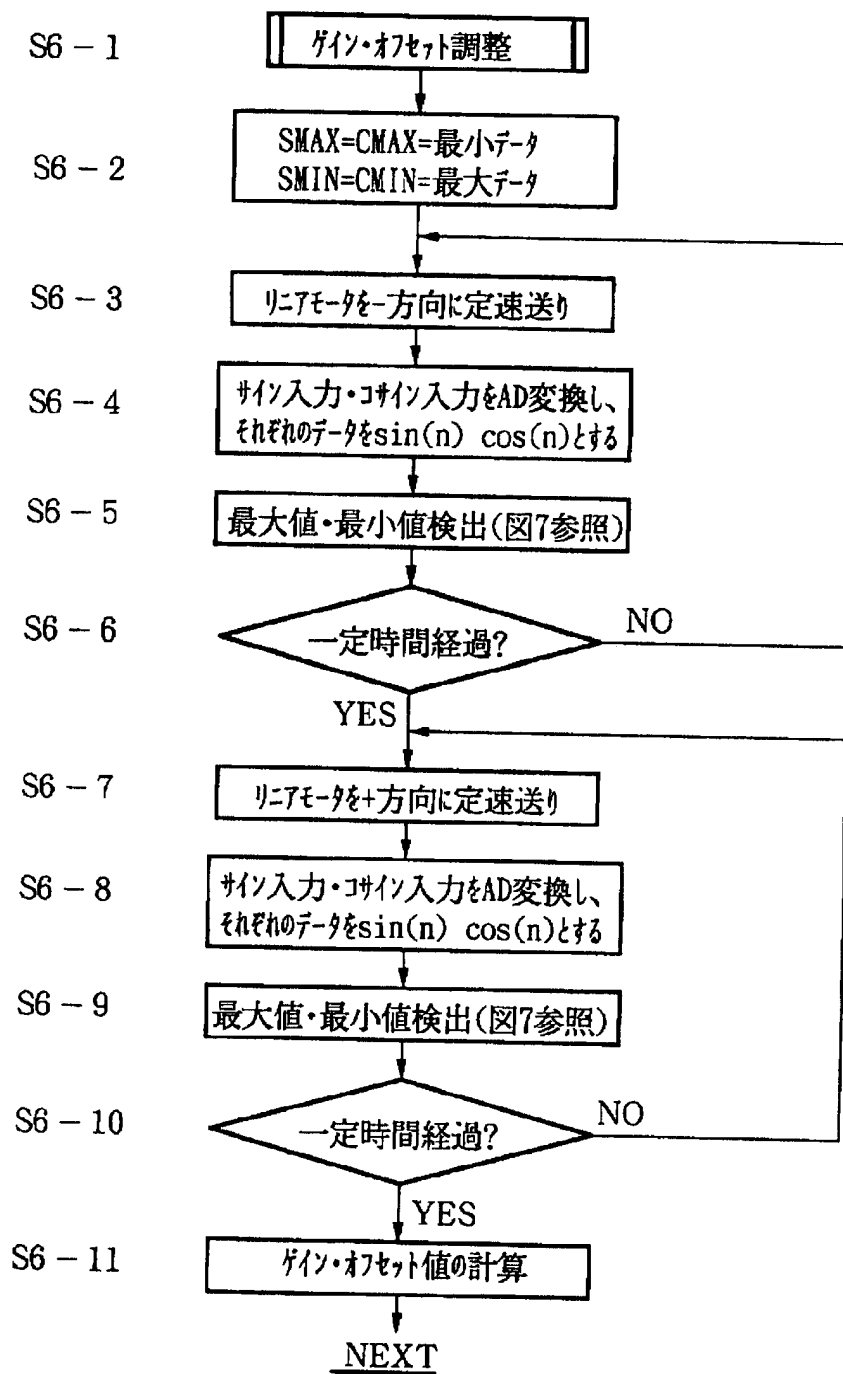 S6-1
ゲイン・オフセット調整
S6-2
SMAX=CMAX=最小データ
SMIN=CMIN=最大データ
S6-3
リニアモータを-方向に定速送り
S6-4
サイン入力・コサイン入力をAD変換し、
それぞれのデータをsin(n) cos(n)とする
S6-5
最大値・最小値検出(図7参照)
S6-6
一定時間経過?
NO
YES
S6-7
リニアモータを+方向に定速送り
S6-8
サイン入力・コサイン入力をAD変換し、
それぞれのデータをsin(n) cos(n)とする
S6-9
最大値・最小値検出(図7参照)
S6-10
一定時間経過?
NO
YES
S6-11
ゲイン・オフセット値の計算
NEXT